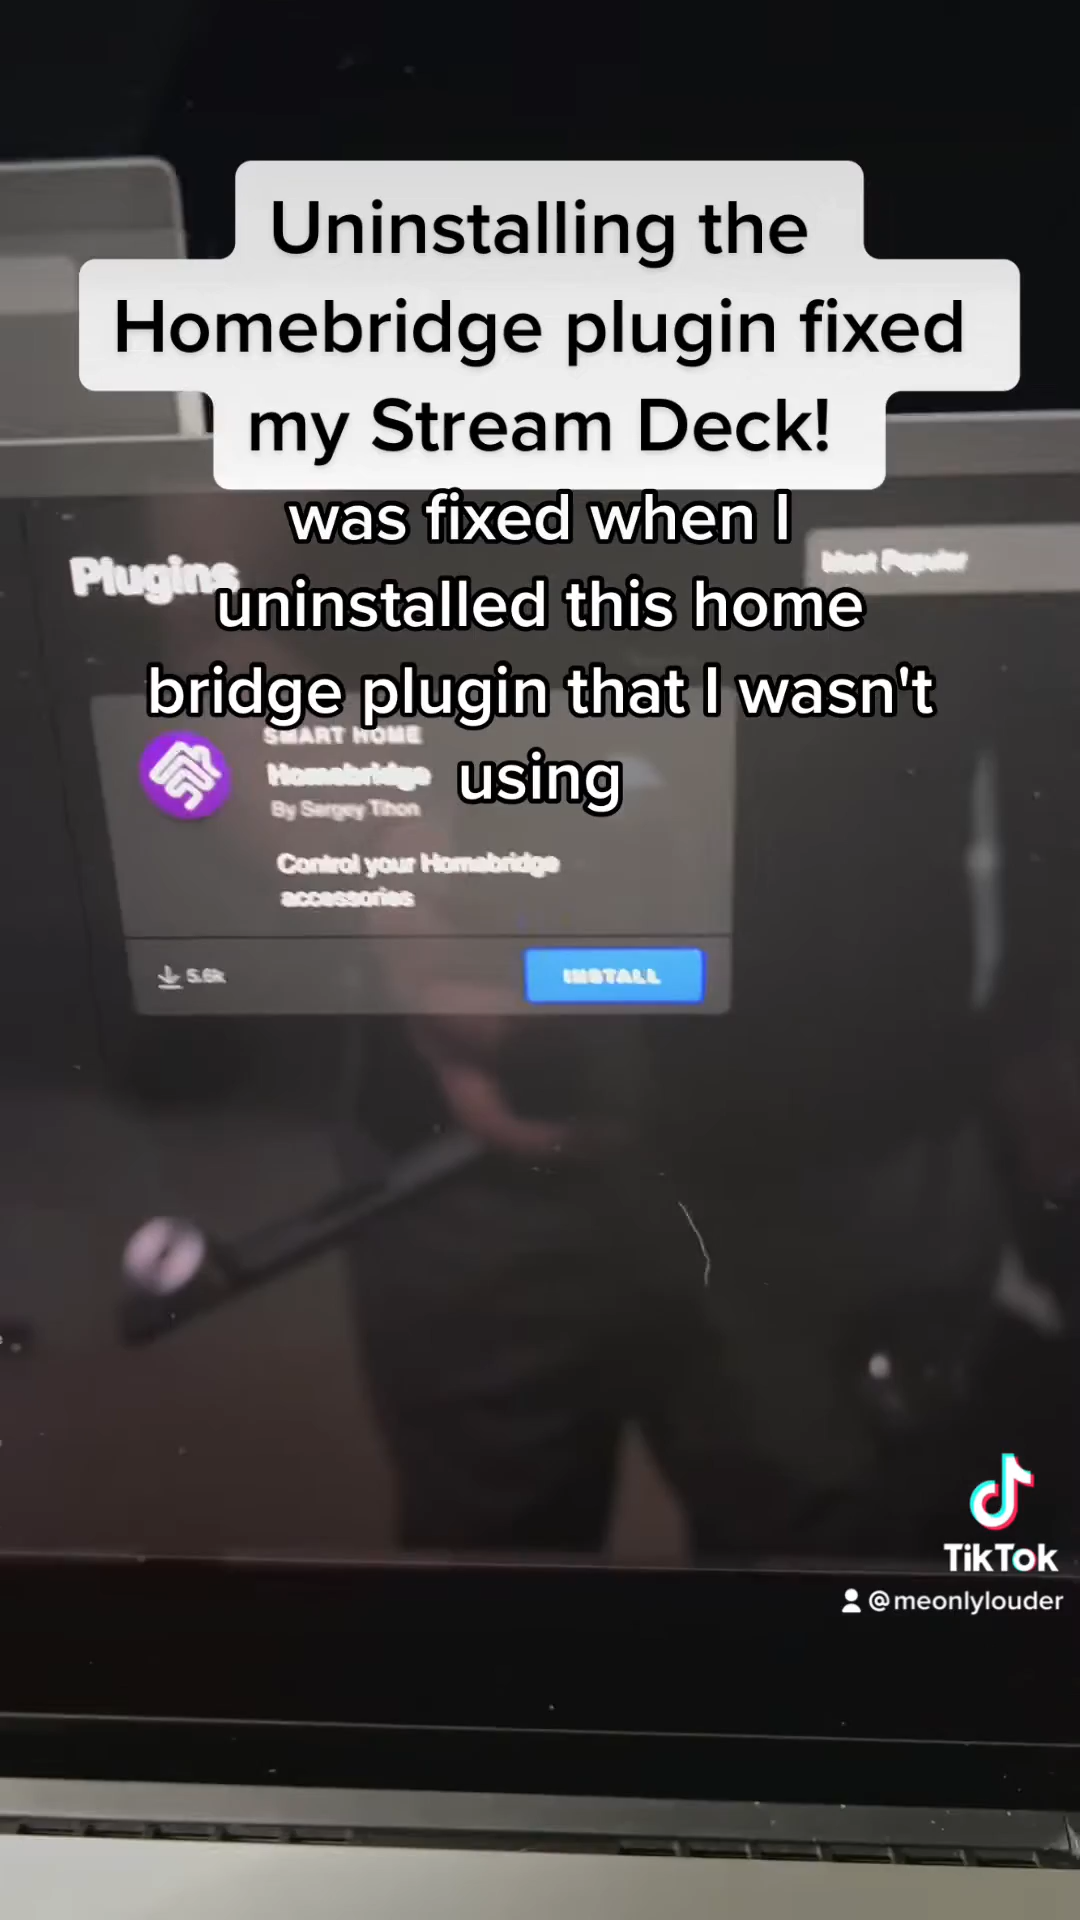 Uninstalling the
Homebridge plugin fixed
my Stream Deck!
was fixed when I
uninstalled this home
bridge plugin that I wasn't
using
Plugins
Most Popular
SMART HOME
Homebridge
By Sergey Tihon
Control your Homebridge
accessories
5.6k
INSTALL
TikTok
@meonlylouder